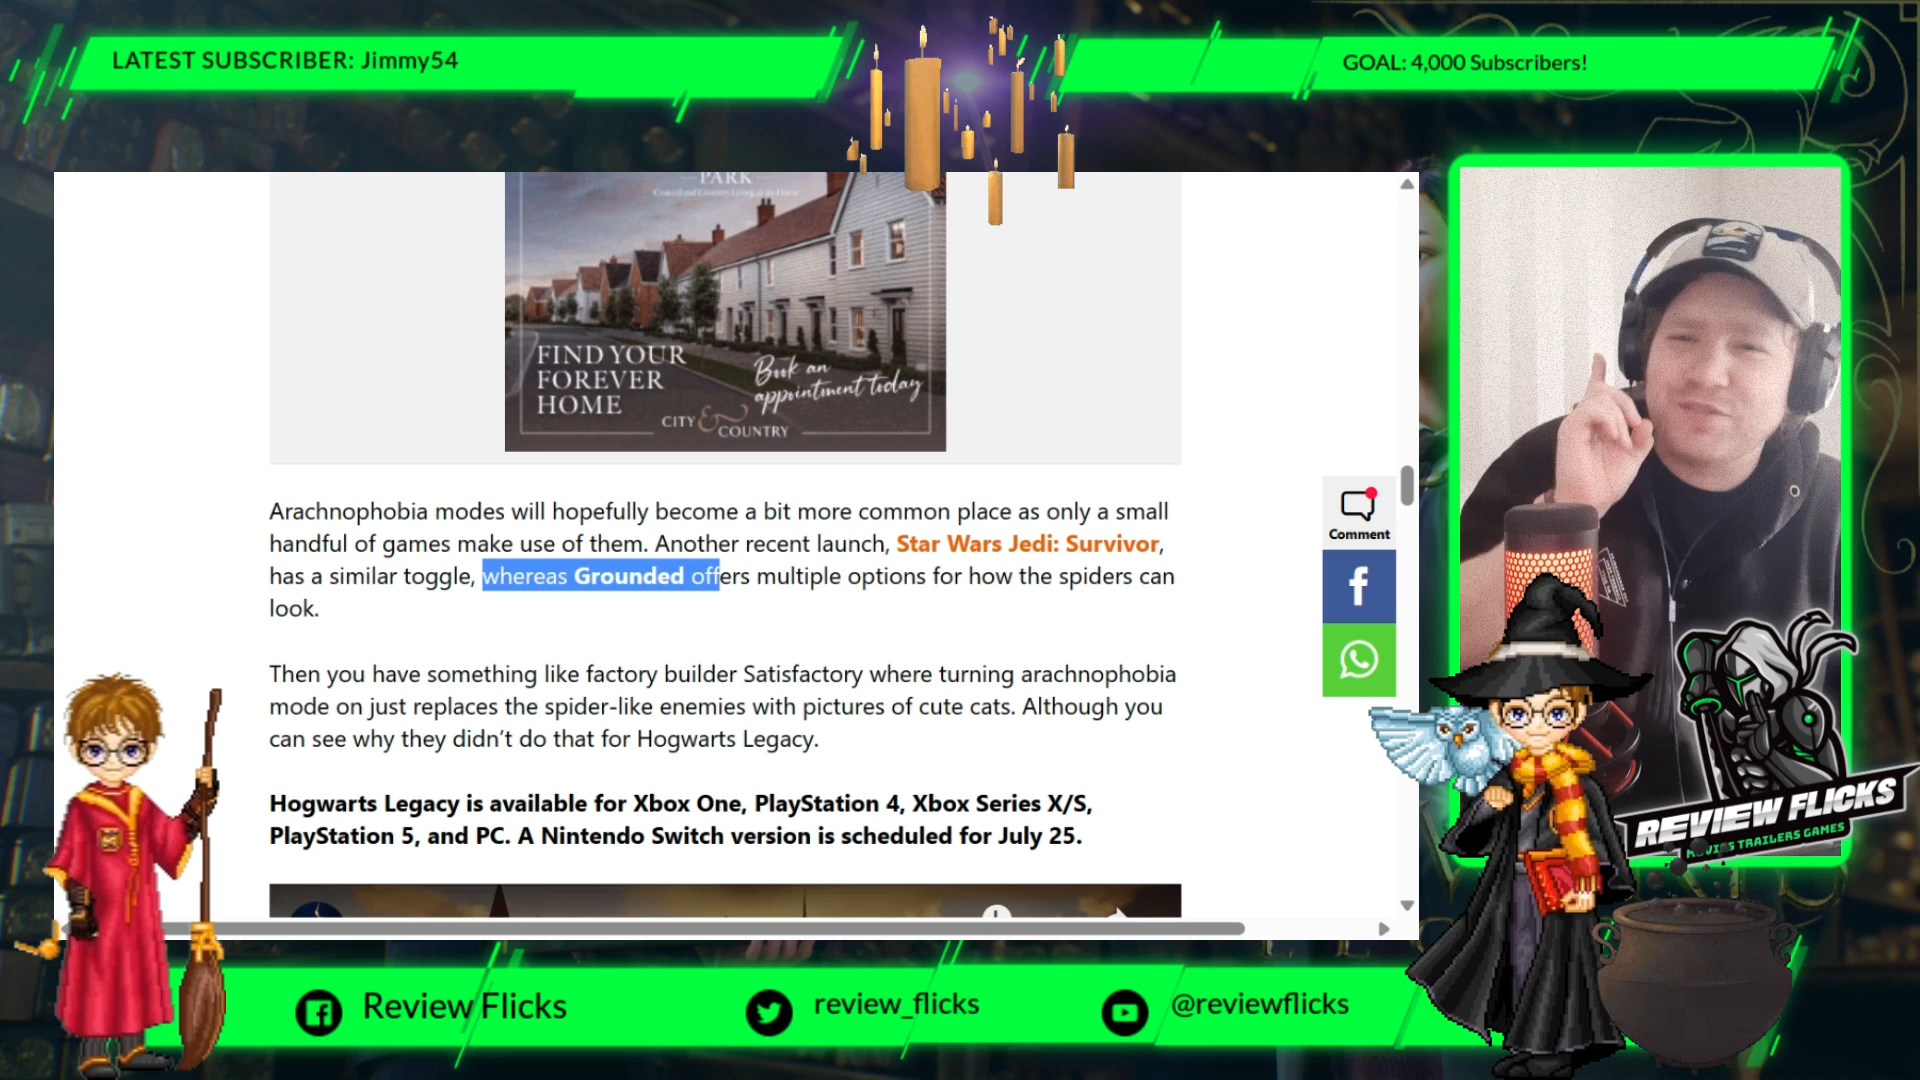 LATEST SUBSCRIBER: Jimmy54
GOAL: 4,000 Subscribers!
PARK
FIND YOUR
FOREVER
HOME
Book an
appointment today
CITY & COUNTRY
Arachnophobia modes will hopefully become a bit more common place as only a small
handful of games make use of them. Another recent launch, Star Wars Jedi: Survivor,
has a similar toggle, whereas Grounded offers multiple options for how the spiders can
look.
Comment
Then you have something like factory builder Satisfactory where turning arachnophobia
mode on just replaces the spider-like enemies with pictures of cute cats. Although you
can see why they didn’t do that for Hogwarts Legacy.
Hogwarts Legacy is available for Xbox One, PlayStation 4, Xbox Series X/S,
PlayStation 5, and PC. A Nintendo Switch version is scheduled for July 25.
REVIEW FLICKS
TRAILERS GAMES
Review Flicks
review_flicks
@reviewflicks